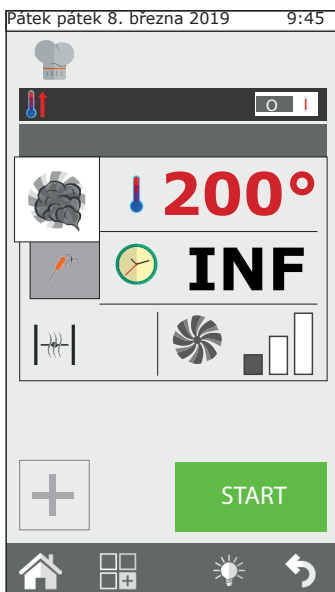 Pátek pátek 8. března 2019 9:45
O I
200°
INF
START